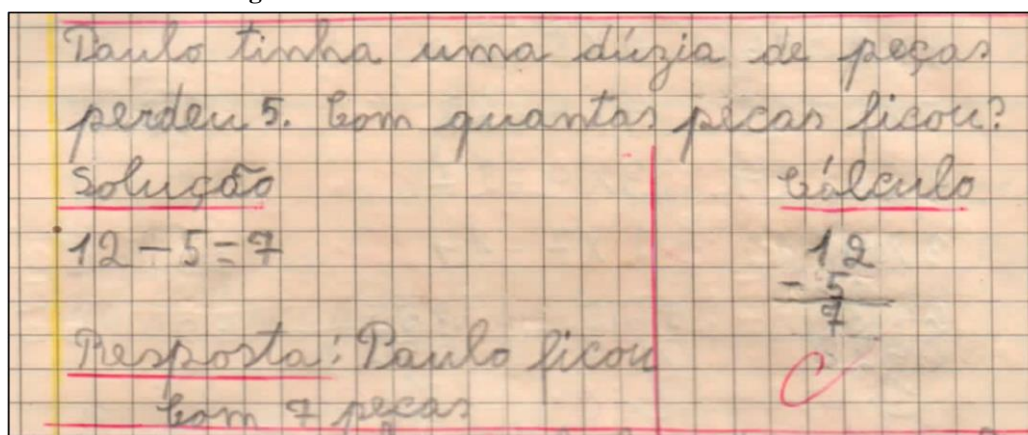 Paulo tinha uma dúzia de peças
perdeu 5. Com quantas peças ficou?
Solução
Cálculo
12 - 5 = 7
12
- 5
7
Resposta: Paulo ficou
Com 7 peças
C